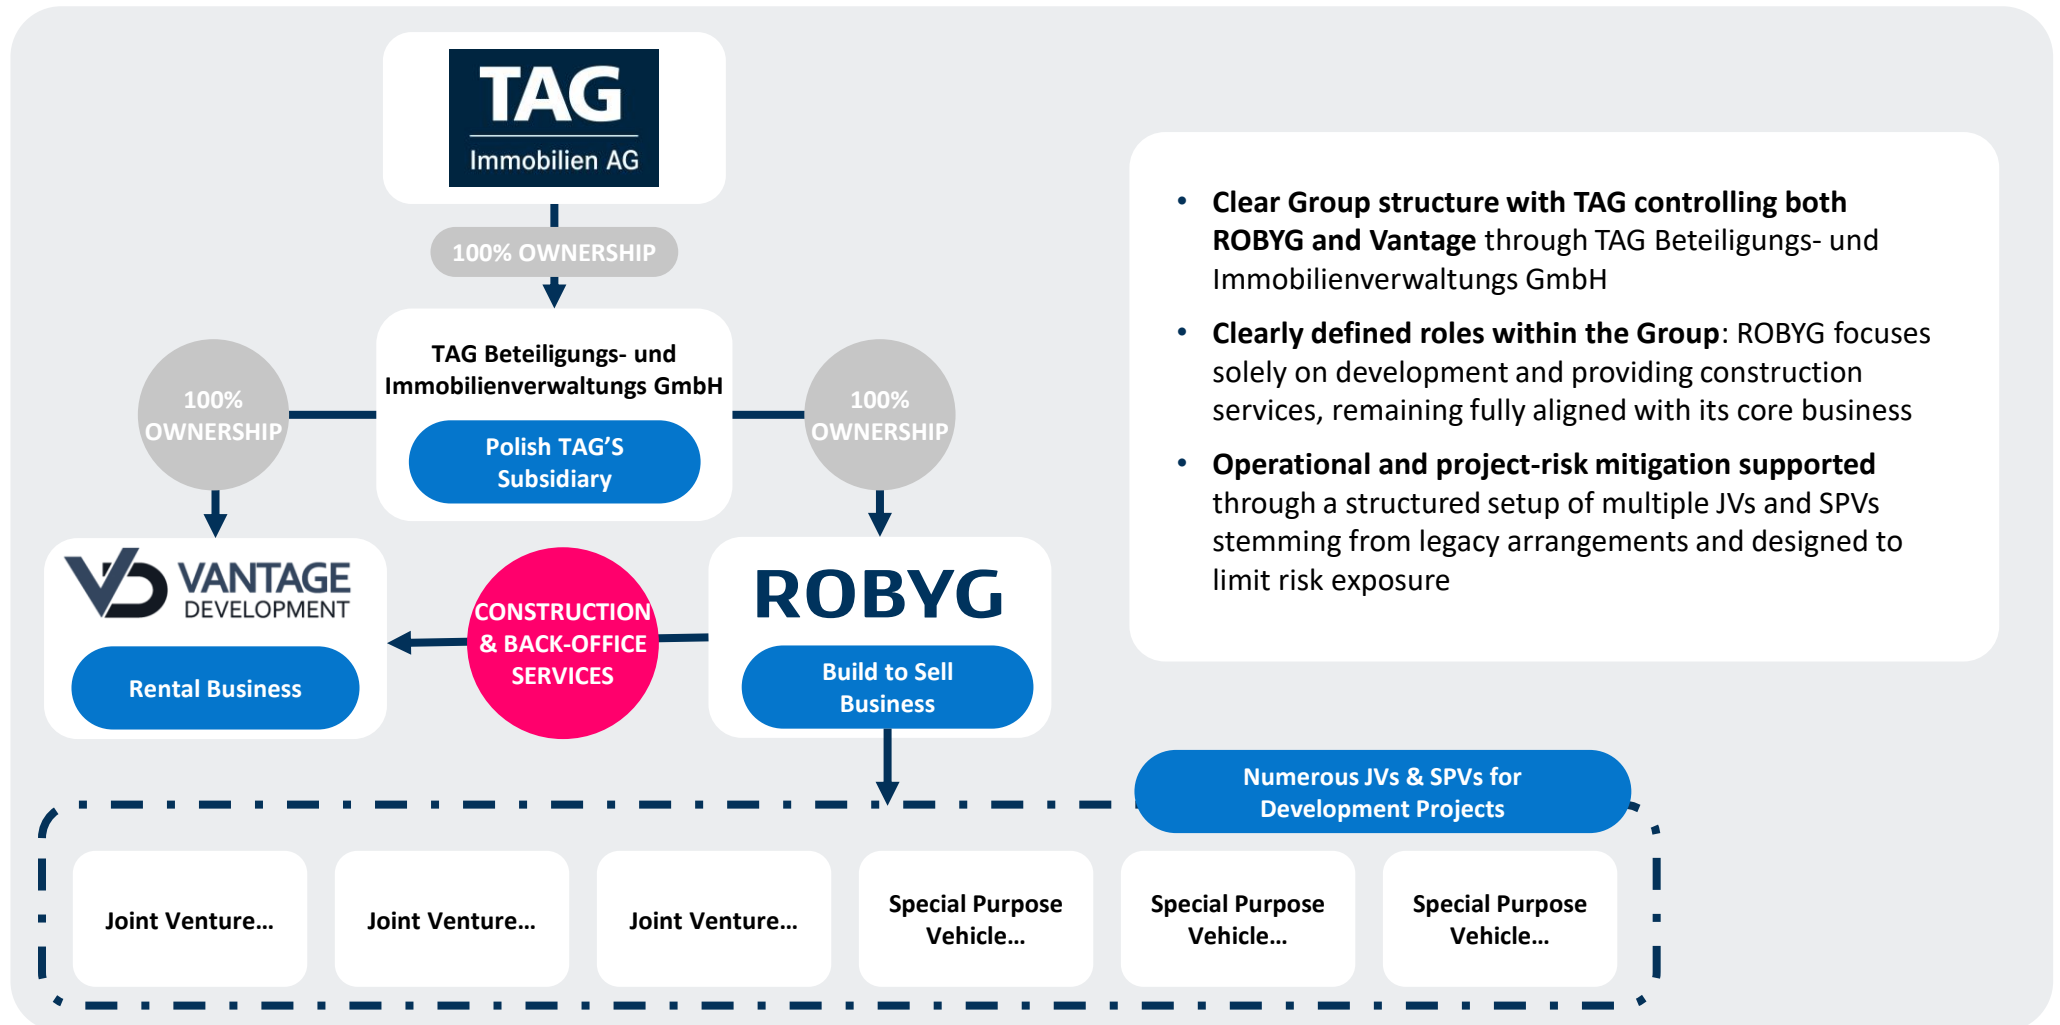 TAG
Immobilien AG
100% OWNERSHIP
TAG Beteiligungs- und
Immobilienverwaltungs GmbH
Polish TAG'S
Subsidiary
100%
OWNERSHIP
100%
OWNERSHIP
VD VANTAGE
DEVELOPMENT
Rental Business
CONSTRUCTION
& BACK-OFFICE
SERVICES
ROBYG
Build to Sell
Business
• Clear Group structure with TAG controlling both
ROBYG and Vantage through TAG Beteiligungs- und
Immobilienverwaltungs GmbH
• Clearly defined roles within the Group: ROBYG focuses
solely on development and providing construction
services, remaining fully aligned with its core business
• Operational and project-risk mitigation supported
through a structured setup of multiple JVs and SPVs
stemming from legacy arrangements and designed to
limit risk exposure
Numerous JVs & SPVs for
Development Projects
Joint Venture…
Joint Venture…
Joint Venture…
Special Purpose
Vehicle…
Special Purpose
Vehicle…
Special Purpose
Vehicle…